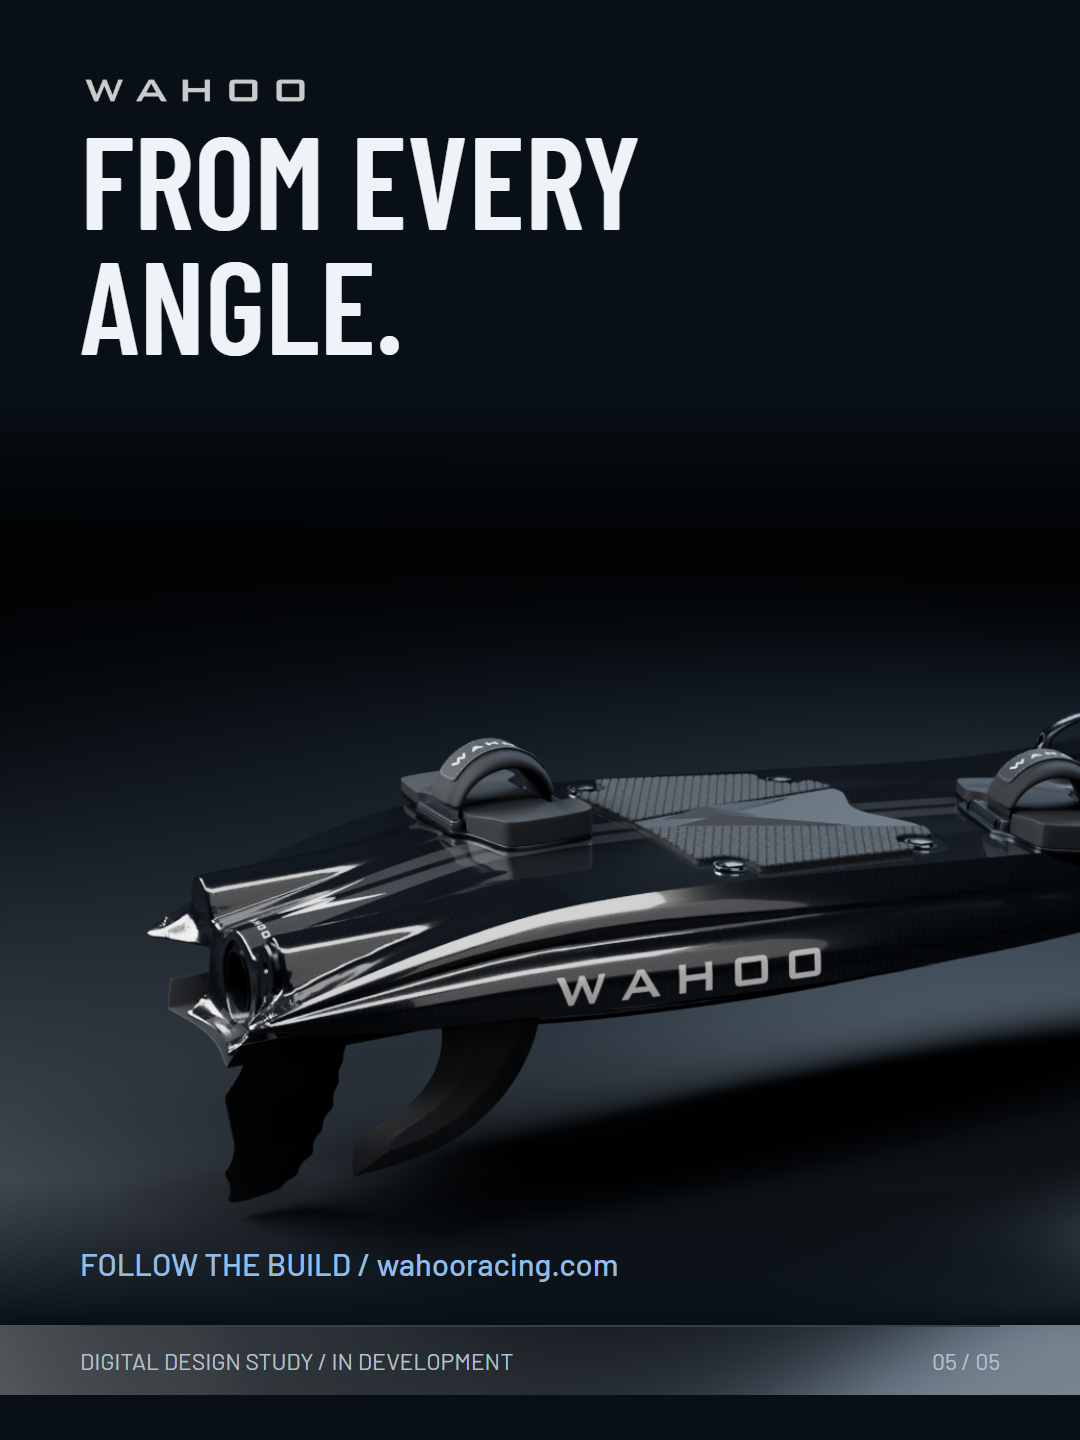 WAHOO
FROM EVERY
ANGLE.
WAHOO
FOLLOW THE BUILD / wahooracing.com
DIGITAL DESIGN STUDY / IN DEVELOPMENT
05 / 05